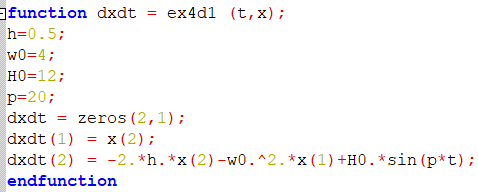 function dxdt = ex4d1 (t,x);
h=0.5;
w0=4;
H0=12;
p=20;
dxdt = zeros(2,1);
dxdt(1) = x(2);
dxdt(2) = -2.*h.*x(2)-w0.^2.*x(1)+H0.*sin(p*t);
endfunction